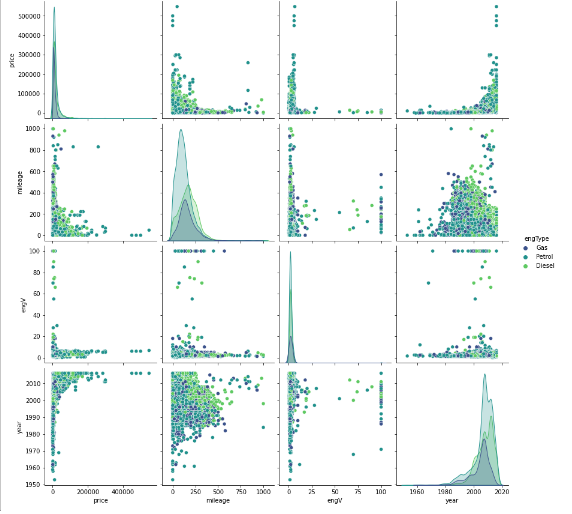 500000
400000
300000
200000
100000
0
price
1000
800
600
400
200
0
mileage
100
80
60
40
20
0
engV
engType
Gas
Petrol
Diesel
2010
2000
1990
1980
1970
1960
1950
year
0 200000 400000
price
0 250 500 750 1000
mileage
0 25 50 75 100
engV
1960 1980 2000 2020
year